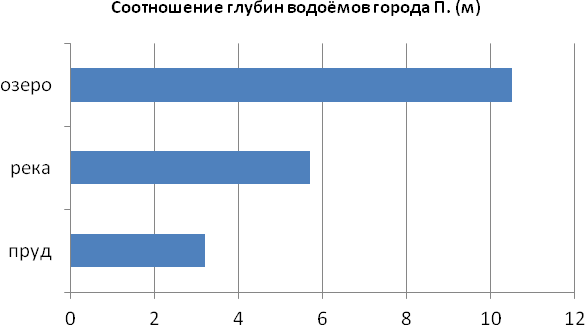 Соотношение глубин водоёмов города П. (м)
озеро
река
пруд
0 2 4 6 8 10 12